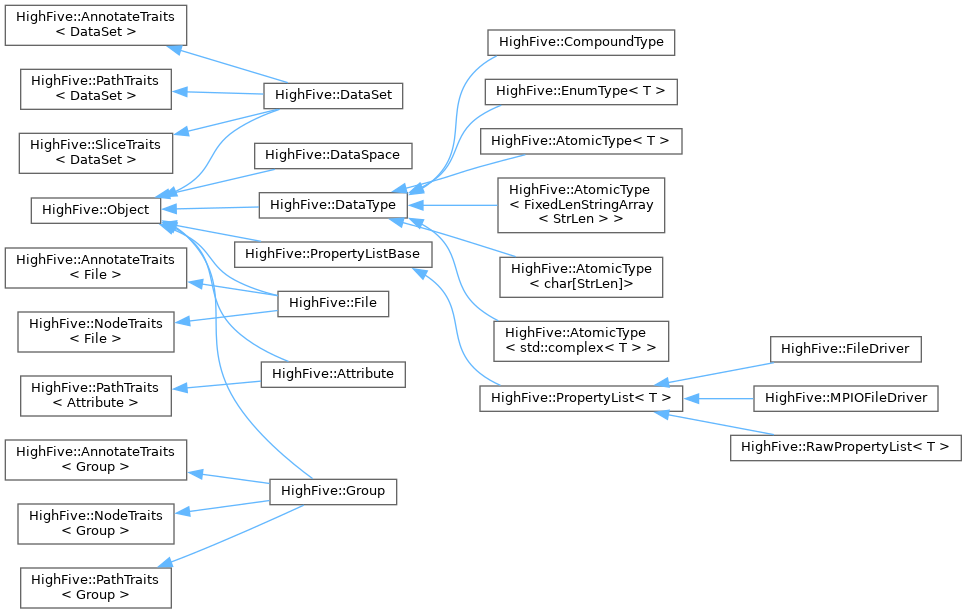 HighFive::AnnotateTraits
< DataSet >
HighFive::PathTraits
< DataSet >
HighFive::SliceTraits
< DataSet >
HighFive::Object
HighFive::AnnotateTraits
< File >
HighFive::NodeTraits
< File >
HighFive::PathTraits
< Attribute >
HighFive::AnnotateTraits
< Group >
HighFive::NodeTraits
< Group >
HighFive::PathTraits
< Group >
HighFive::DataSet
HighFive::DataSpace
HighFive::DataType
HighFive::PropertyListBase
HighFive::File
HighFive::Attribute
HighFive::Group
HighFive::CompoundType
HighFive::EnumType< T >
HighFive::AtomicType< T >
HighFive::AtomicType
< FixedLenStringArray
< StrLen > >
HighFive::AtomicType
< char[StrLen]>
HighFive::AtomicType
< std::complex< T > >
HighFive::PropertyList< T >
HighFive::FileDriver
HighFive::MPIOFileDriver
HighFive::RawPropertyList< T >